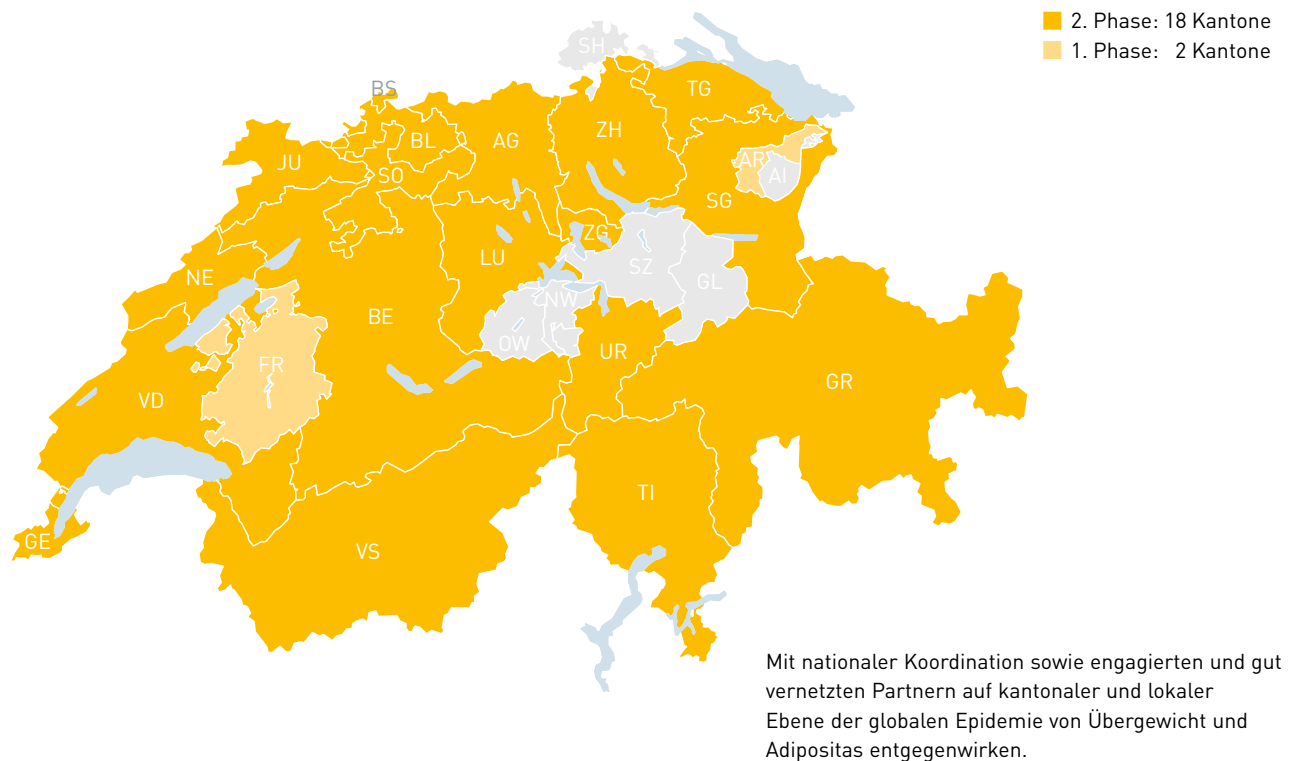 2. Phase: 18 Kantone
1. Phase: 2 Kantone
SH
BS
TG
ZH
BL
AG
JU
AR
SO
AI
SG
ZG
LU
SZ
NE
GL
NW
BE
OW
UR
FR
GR
VD
TI
GE
VS
Mit nationaler Koordination sowie engagierten und gut
vernetzten Partnern auf kantonaler und lokaler
Ebene der globalen Epidemie von Übergewicht und
Adipositas entgegenwirken.